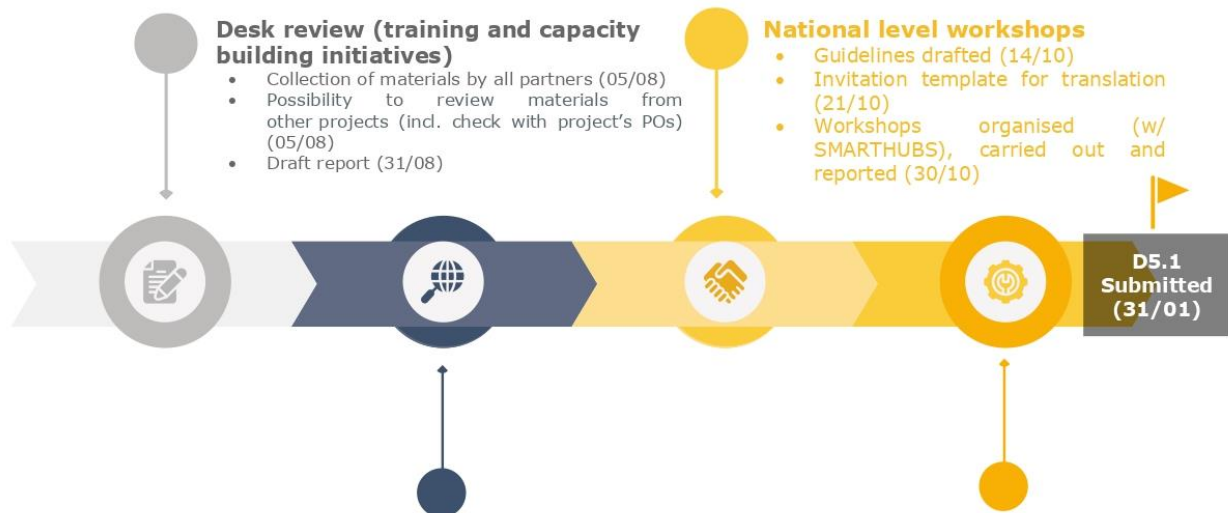 Desk review (training and capacity
building initiatives)
• Collection of materials by all partners (05/08)
• Possibility to review materials from
other projects (incl. check with project's POs)
(05/08)
• Draft report (31/08)
National level workshops
• Guidelines drafted (14/10)
• Invitation template for translation
(21/10)
• Workshops organised (w/
SMARTHUBS), carried out and
reported (30/10)
D5.1
Submitted
(31/01)